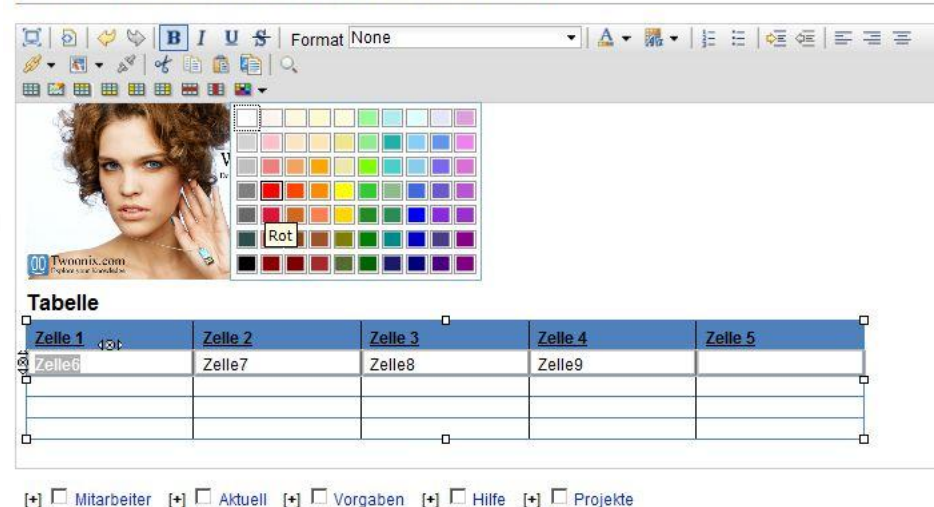 B I U S Format None
Rot
Twoonix.com
Tabelle
Zelle 1 Zelle 2 Zelle 3 Zelle 4 Zelle 5
Zelle6 Zelle7 Zelle8 Zelle9
[+] Mitarbeiter [+] Aktuell [+] Vorgaben [+] Hilfe [+] Projekte